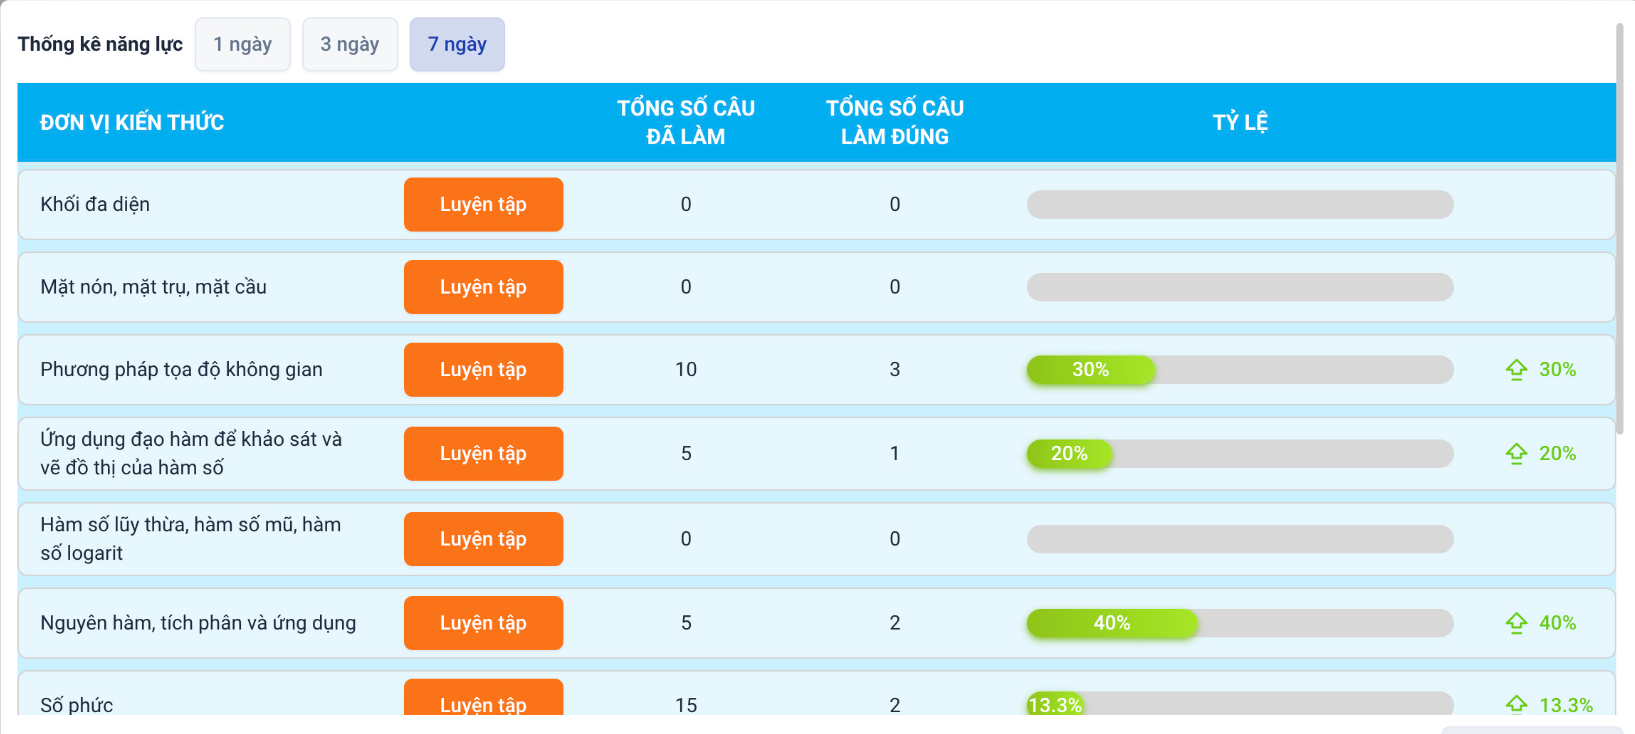 Thống kê năng lực 1 ngày 3 ngày 7 ngày
ĐƠN VỊ KIẾN THỨC TỔNG SỐ CÂU ĐÃ LÀM TỔNG SỐ CÂU LÀM ĐÚNG TỶ LỆ
Khối đa diện Luyện tập 0 0
Mặt nón, mặt trụ, mặt cầu Luyện tập 0 0
Phương pháp tọa độ không gian Luyện tập 10 3 30% 30%
Ứng dụng đạo hàm để khảo sát và
vẽ đồ thị của hàm số Luyện tập 5 1 20% 20%
Hàm số lũy thừa, hàm số mũ, hàm
số logarit Luyện tập 0 0
Nguyên hàm, tích phân và ứng dụng Luyện tập 5 2 40% 40%
Số phức Luyện tập 15 2 13.3% 13.3%